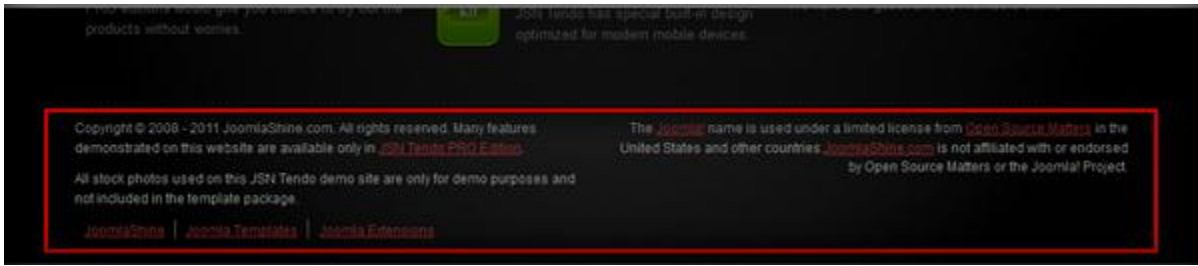 products without worries.
kit
JSN Tendo has special built-in design
optimized for modern mobile devices.
Copyright © 2008 - 2011 JoomlaShine.com. All rights reserved. Many features
demonstrated on this website are available only in JSN Tendo PRO Edition.
All stock photos used on this JSN Tendo demo site are only for demo purposes and
not included in the template package.
JoomlaShine | Joomla Templates | Joomla Extensions
The Joomla! name is used under a limited license from Open Source Matters in the
United States and other countries. JoomlaShine.com is not affiliated with or endorsed
by Open Source Matters or the Joomla! Project.